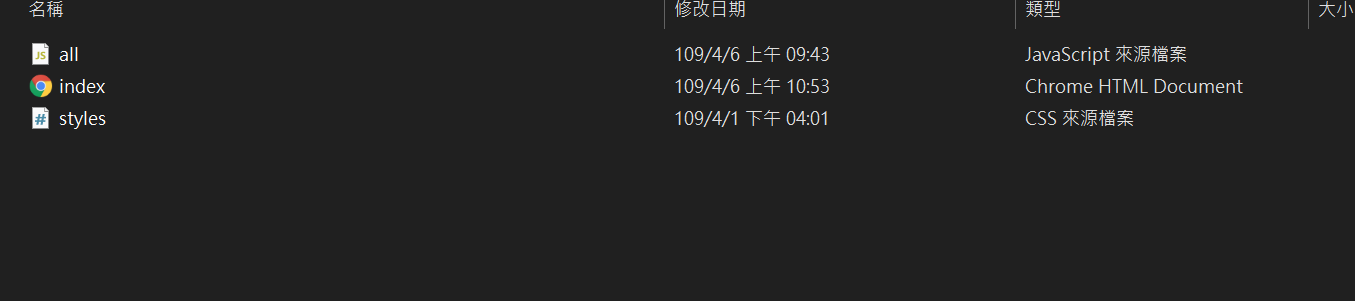 名稱 修改日期 類型 大小
JS all 109/4/6 上午 09:43 JavaScript 來源檔案
index 109/4/6 上午 10:53 Chrome HTML Document
# styles 109/4/1 下午 04:01 CSS 來源檔案